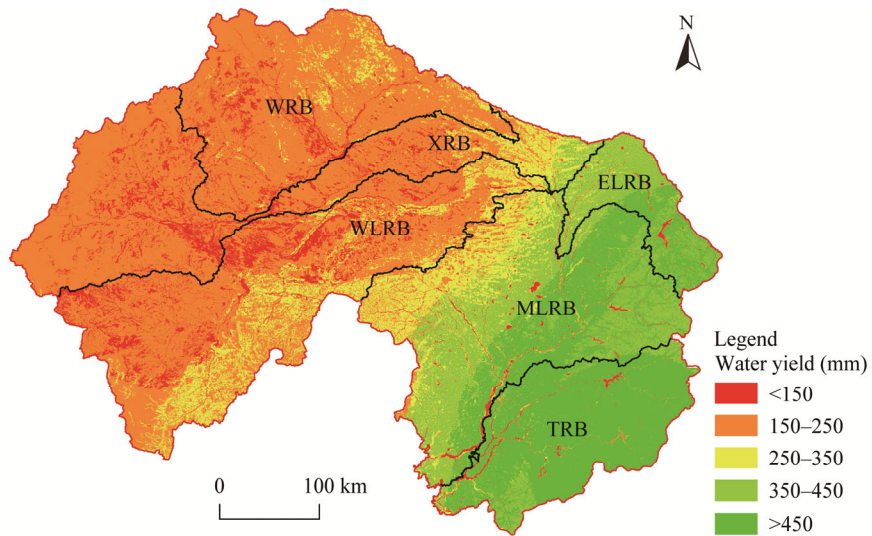 N
WRB
XRB
ELRB
WLRB
MLRB
TRB
Legend
Water yield (mm)
<150
150–250
250–350
350–450
>450
0 100 km